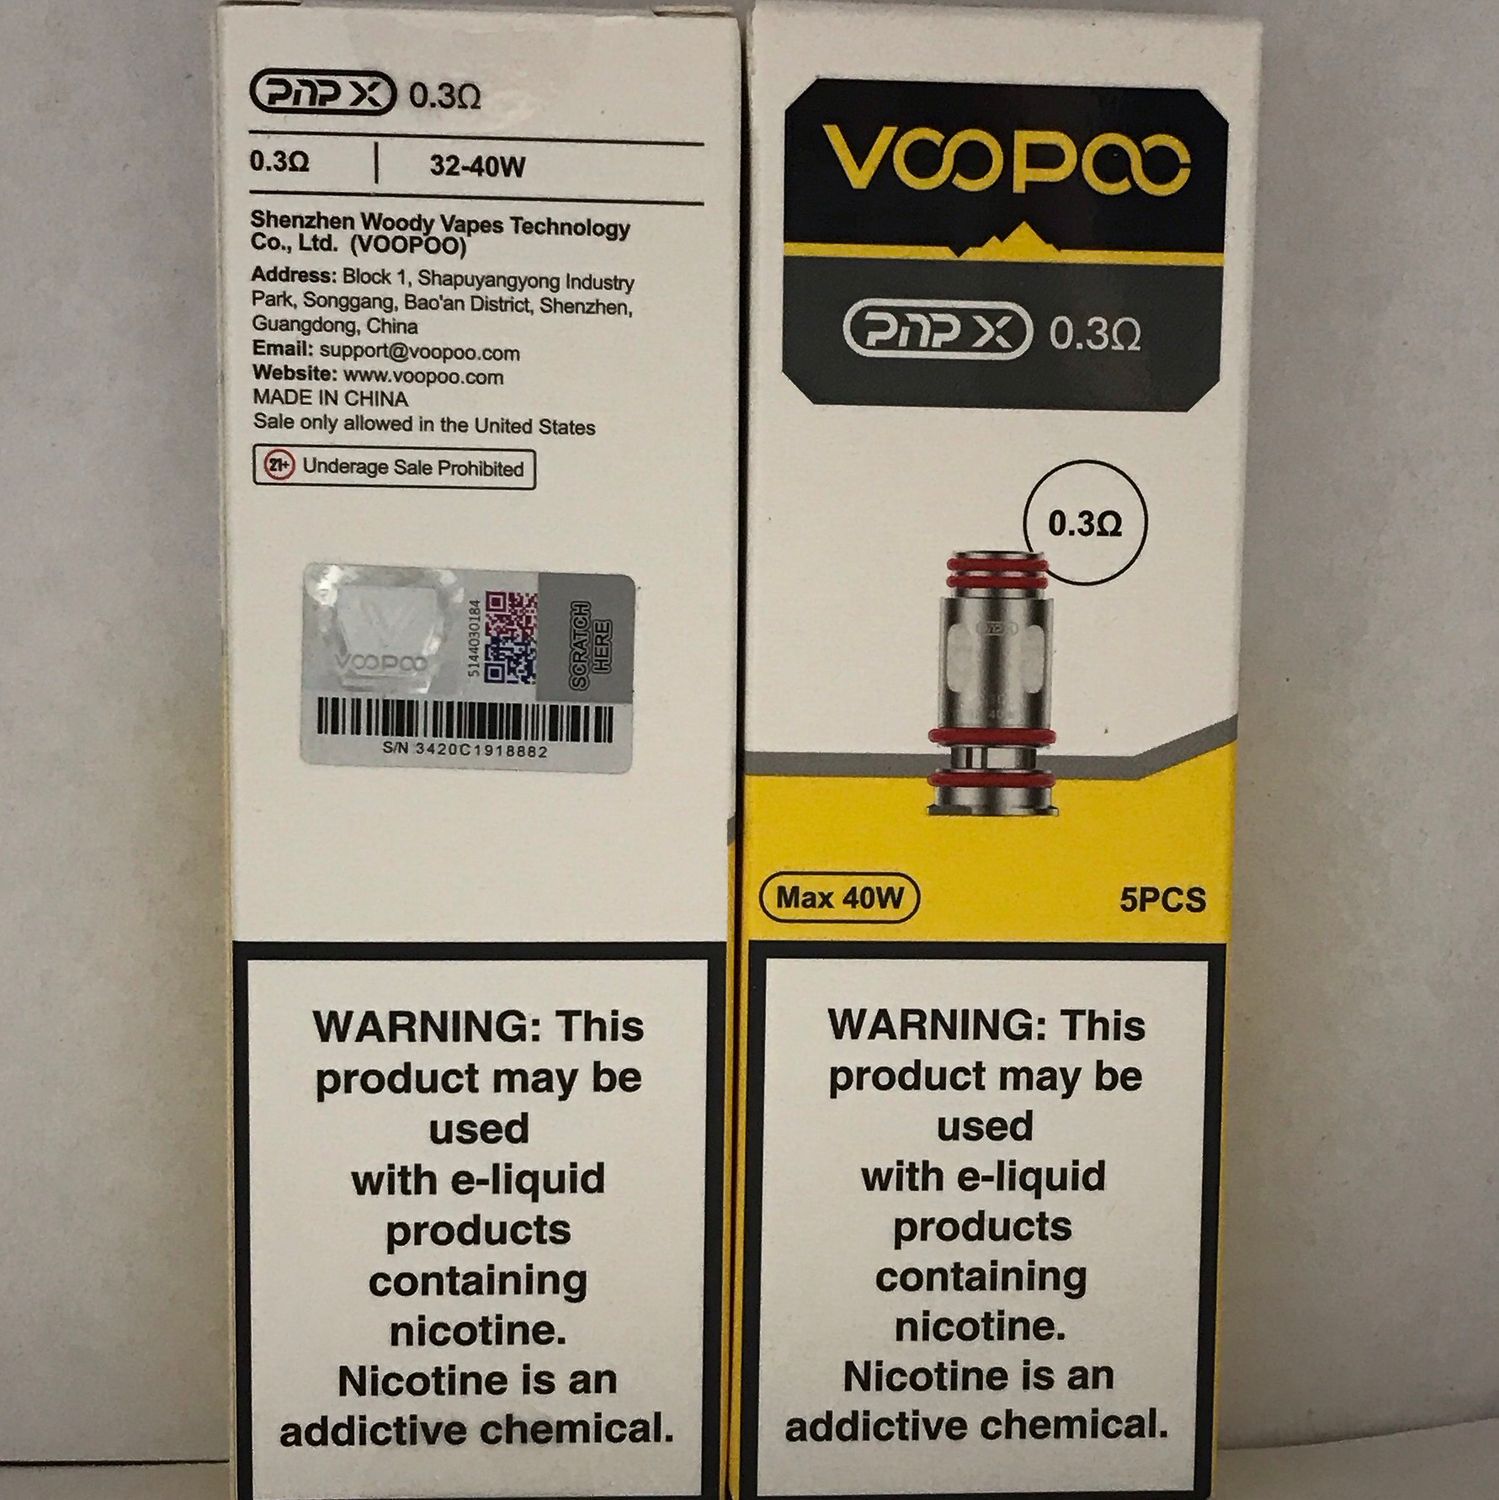 PnP X 0.3Ω
0.3Ω | 32-40W
Shenzhen Woody Vapes Technology
Co., Ltd. (VOOPOO)
Address: Block 1, Shapuyangyong Industry
Park, Songgang, Bao'an District, Shenzhen,
Guangdong, China
Email: support@voopoo.com
Website: www.voopoo.com
MADE IN CHINA
Sale only allowed in the United States
21+ Underage Sale Prohibited
VOOPOO
5144030184
SCRATCH
HERE
S/N 3420C1918882
WARNING: This
product may be
used
with e-liquid
products
containing
nicotine.
Nicotine is an
addictive chemical.
VOOPOO
PnP X 0.3Ω
0.3Ω
Max 40W
5PCS
WARNING: This
product may be
used
with e-liquid
products
containing
nicotine.
Nicotine is an
addictive chemical.